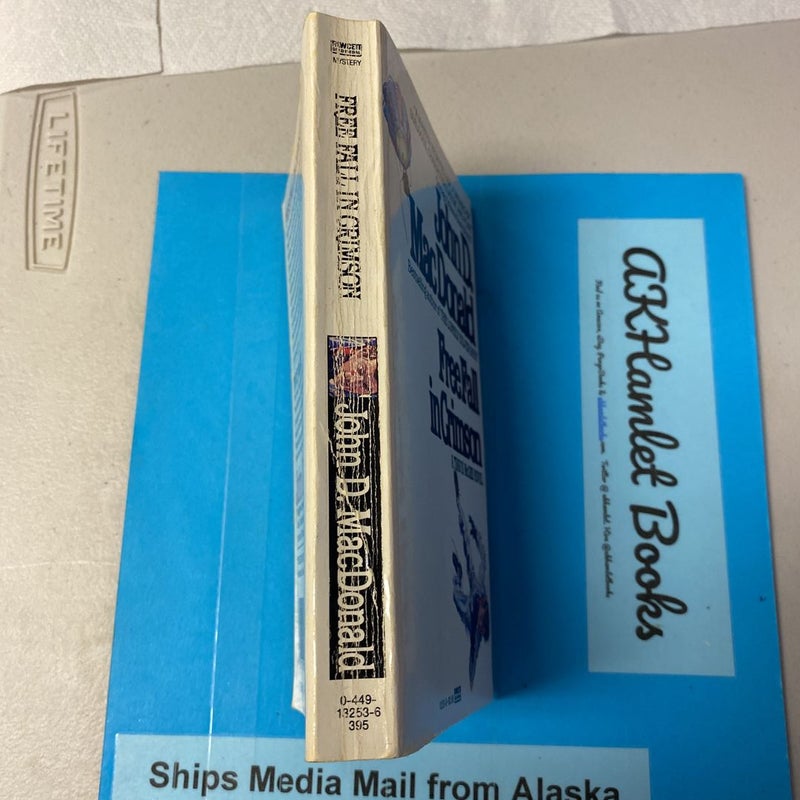 LIFETIME
FAWCETT
MYSTERY
FREE FALL IN CRIMSON
John D. MacDonald
0-449-
13253-6
395
John D.
MacDonald
Free Fall
in Crimson
AKHamlet Books
Ships Media Mail from Alaska